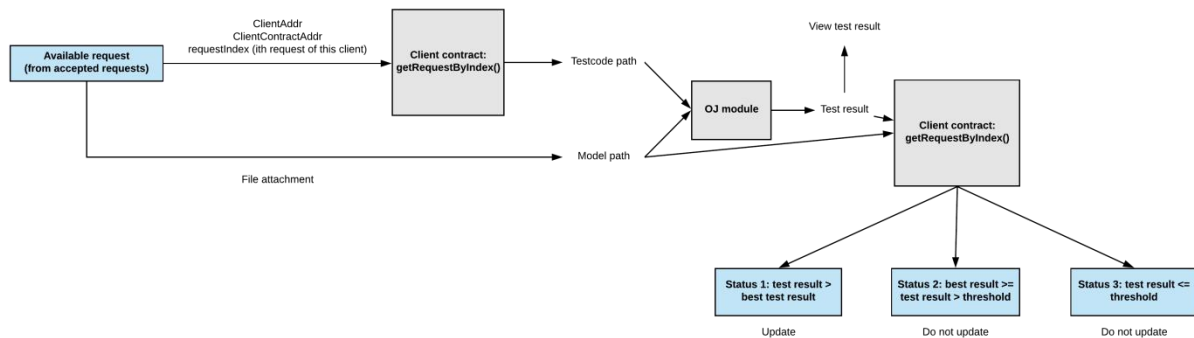 ClientAddr
ClientContractAddr
requestIndex (ith request of this client)
Available request
(from accepted requests)
Client contract:
getRequestByIndex()
Testcode path
Model path
File attachment
OJ module
View test result
Test result
Client contract:
getRequestByIndex()
Status 1: test result >
best test result
Update
Status 2: best result >=
test result > threshold
Do not update
Status 3: test result <=
threshold
Do not update